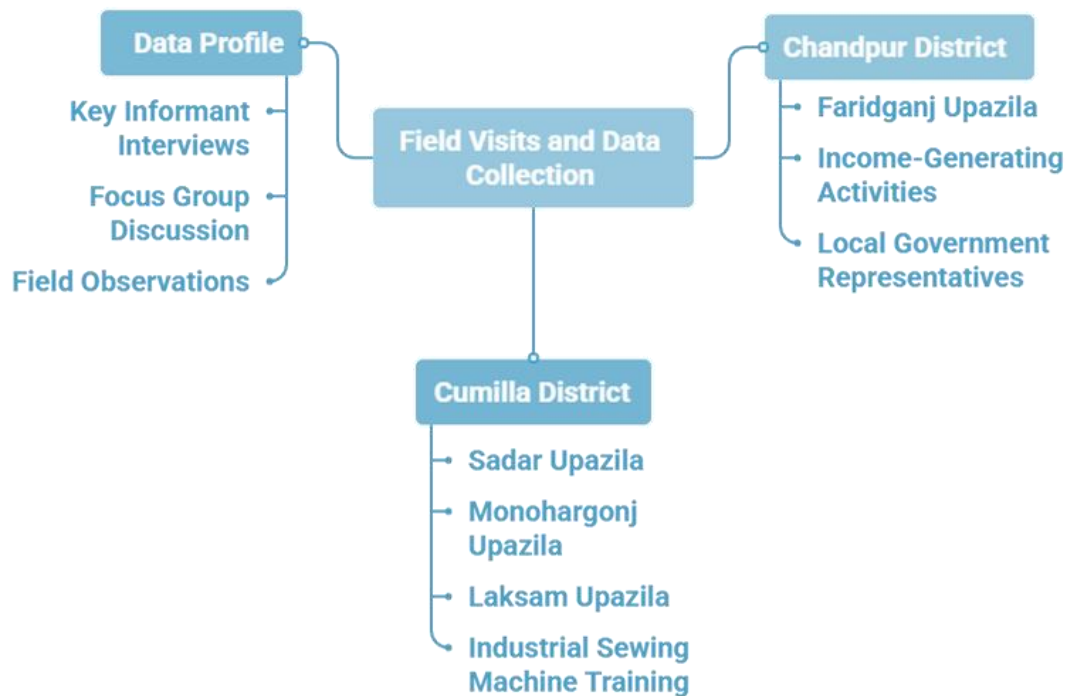 Data Profile
Key Informant
Interviews
Focus Group
Discussion
Field Observations
Field Visits and Data
Collection
Chandpur District
Faridganj Upazila
Income-Generating
Activities
Local Government
Representatives
Cumilla District
Sadar Upazila
Monohargonj
Upazila
Laksam Upazila
Industrial Sewing
Machine Training